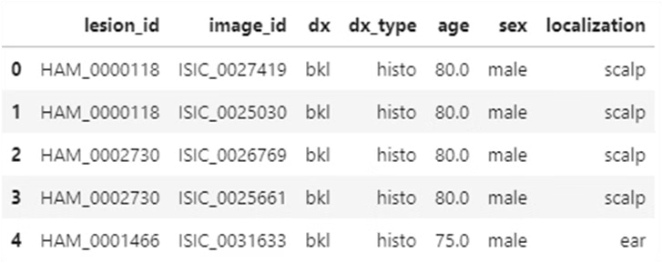 lesion_id image_id dx dx_type age sex localization
0 HAM_0000118 ISIC_0027419 bkl histo 80.0 male scalp
1 HAM_0000118 ISIC_0025030 bkl histo 80.0 male scalp
2 HAM_0002730 ISIC_0026769 bkl histo 80.0 male scalp
3 HAM_0002730 ISIC_0025661 bkl histo 80.0 male scalp
4 HAM_0001466 ISIC_0031633 bkl histo 75.0 male ear